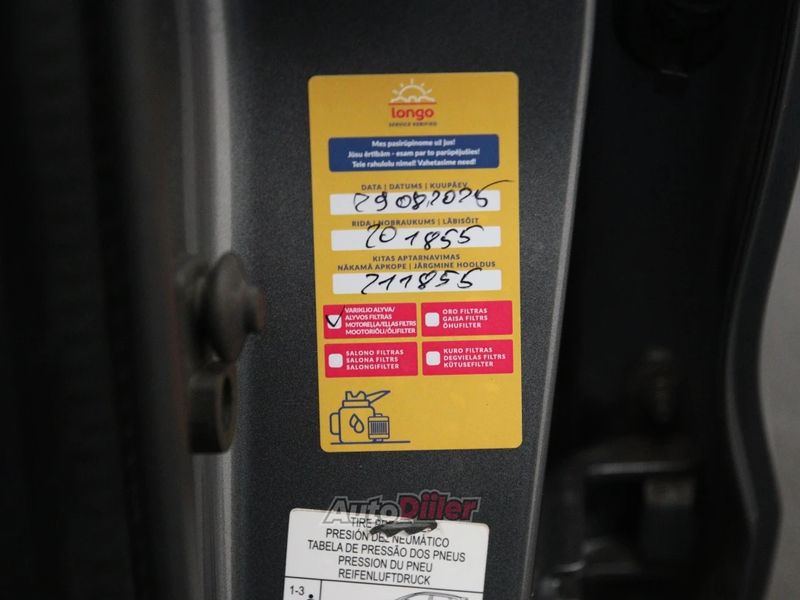 longo
SERVICE VERIFIED
Mes pasirūpinome už jus!
Jūsu ērtībām - esam par to parūpējušies!
Teie rahulolu nimel! Vahetasime need!
DATA | DATUMS | KUUPÄEV
29 08.2025
RIDA | NOBRAUKUMS | LÄBISÕIT
201855
KITAS APTARNAVIMAS
NĀKAMĀ APKOPE | JÄRGMINE HOOLDUS
211855
VARIKLIO ALYVA/
ALYVOS FILTRAS
MOTOREĻĻA/EĻĻAS FILTRS
MOOTORIÕLI/ÕLIFILTER
ORO FILTRAS
GAISA FILTRS
ÕHUFILTER
SALONO FILTRAS
SALONA FILTRS
SALONGIFILTER
KURO FILTRAS
DEGVIELAS FILTRS
KÜTUSEFILTER
AutoDiiler
TIRE
PRESIÓN DEL NEUMÁTICO
TABELA DE PRESSÃO DOS PNEUS
PRESSION DU PNEU
REIFENLUFTDRUCK
1-3